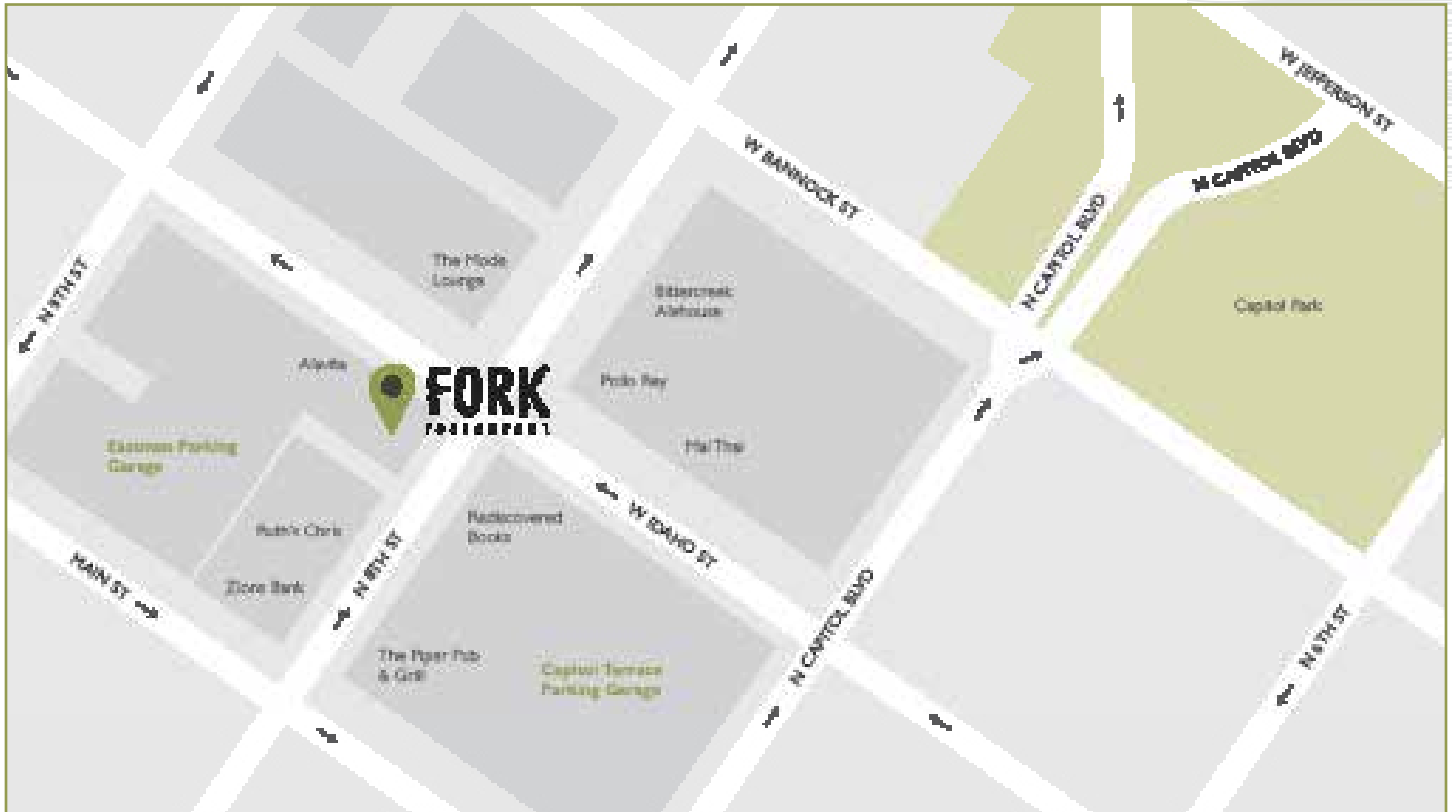 W JEFFERSON ST
N CAPITOL BLVD
W BANNOCK ST
N CAPITOL BLVD
N 9TH ST
The Mode
Lounge
Bittercreek
Alehouse
Capitol Park
Alavita
FORK
restaurant
Pollo Rey
Mai Thai
Eastman Parking
Garage
Rediscovered
Books
W IDAHO ST
Ruth's Chris
N 8TH ST
MAIN ST
Zions Bank
N CAPITOL BLVD
N 6TH ST
The Piper Pub
& Grill
Capitol Terrace
Parking Garage